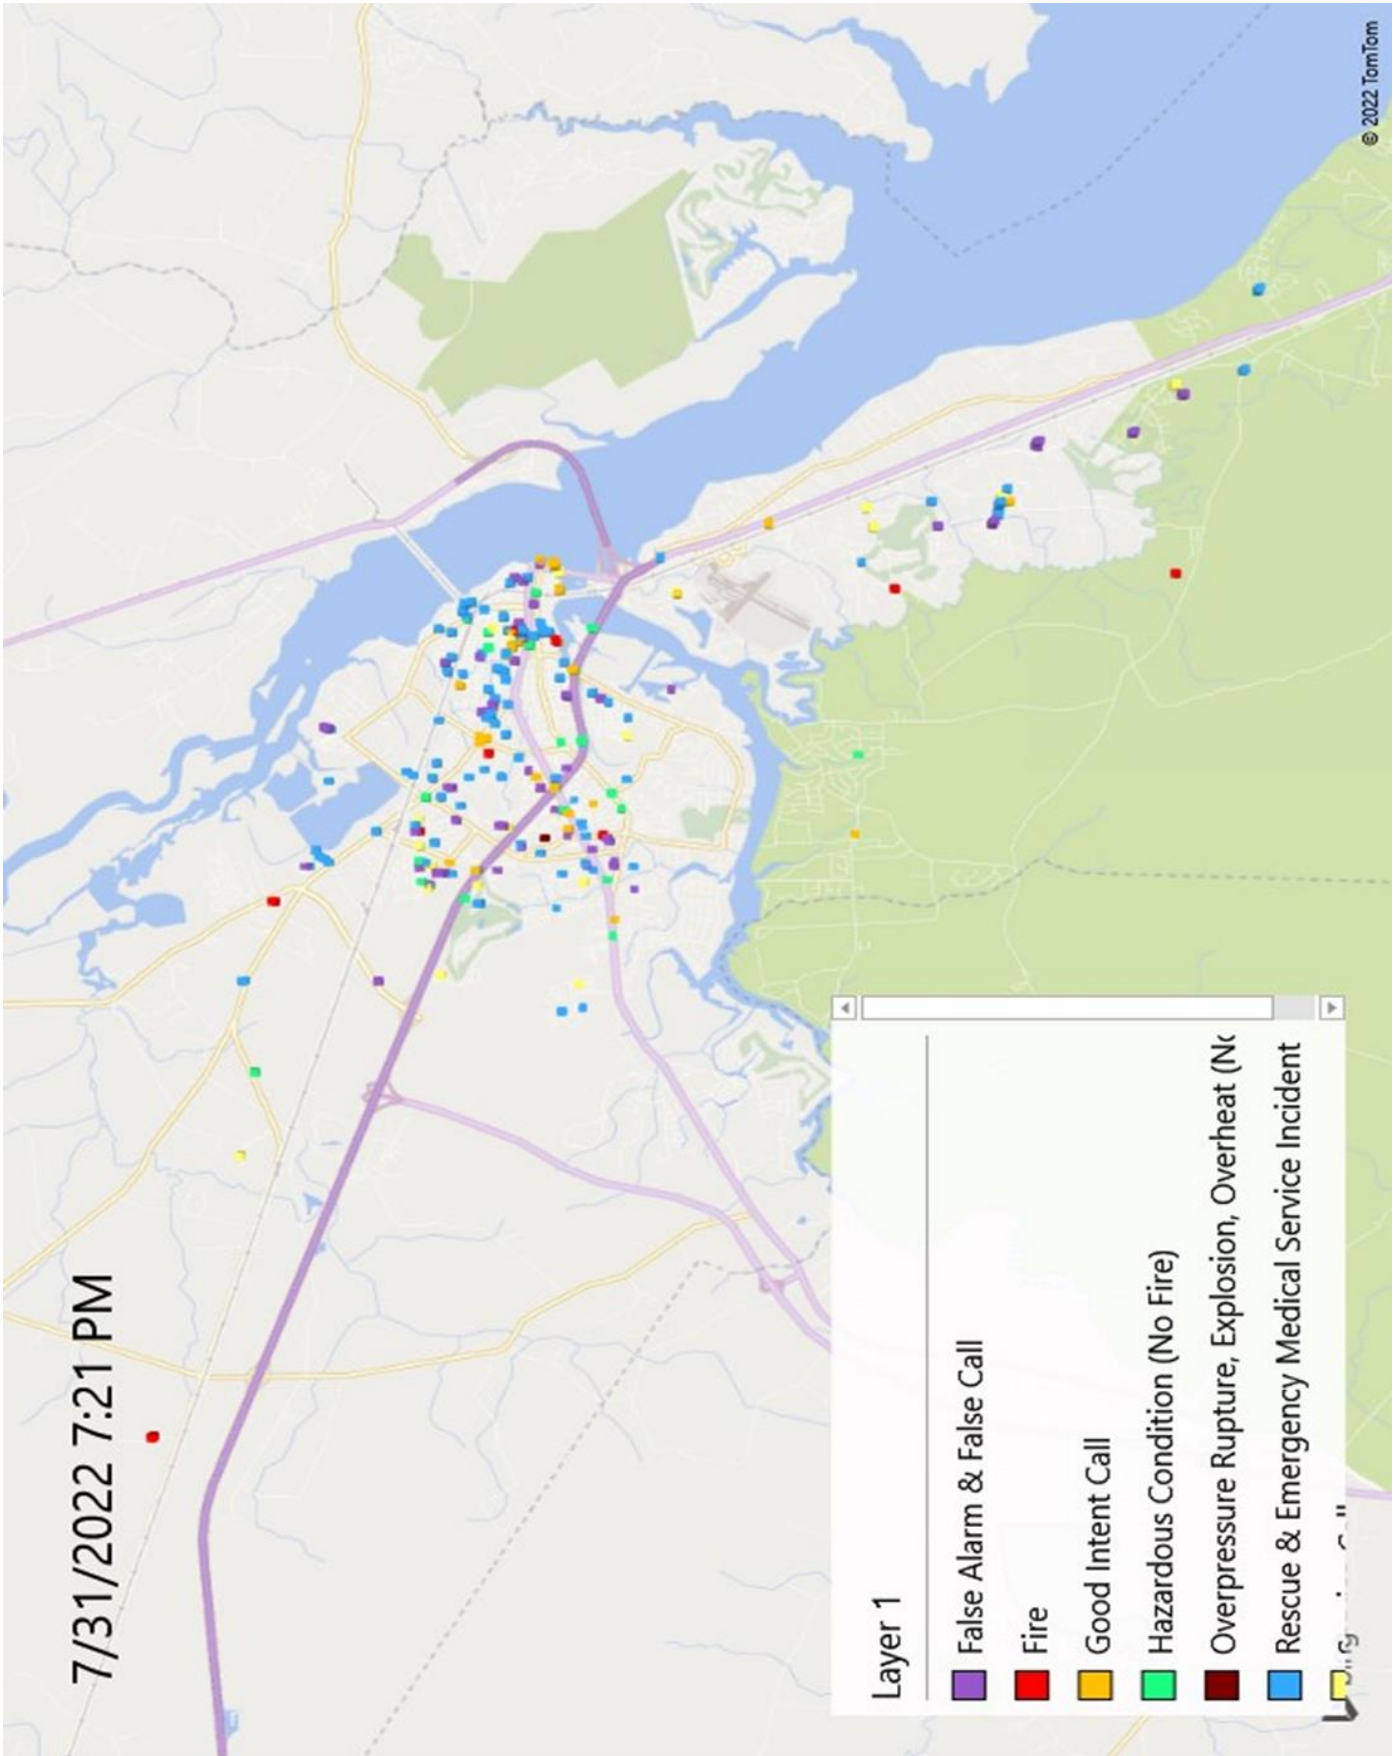 7/31/2022 7:21 PM
Layer 1
False Alarm & False Call
Fire
Good Intent Call
Hazardous Condition (No Fire)
Overpressure Rupture, Explosion, Overheat (No
Rescue & Emergency Medical Service Incident
© 2022 TomTom